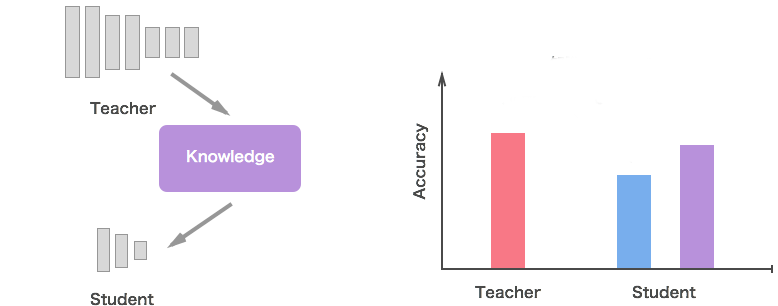 Teacher
Knowledge
Student
Accuracy
Teacher
Student